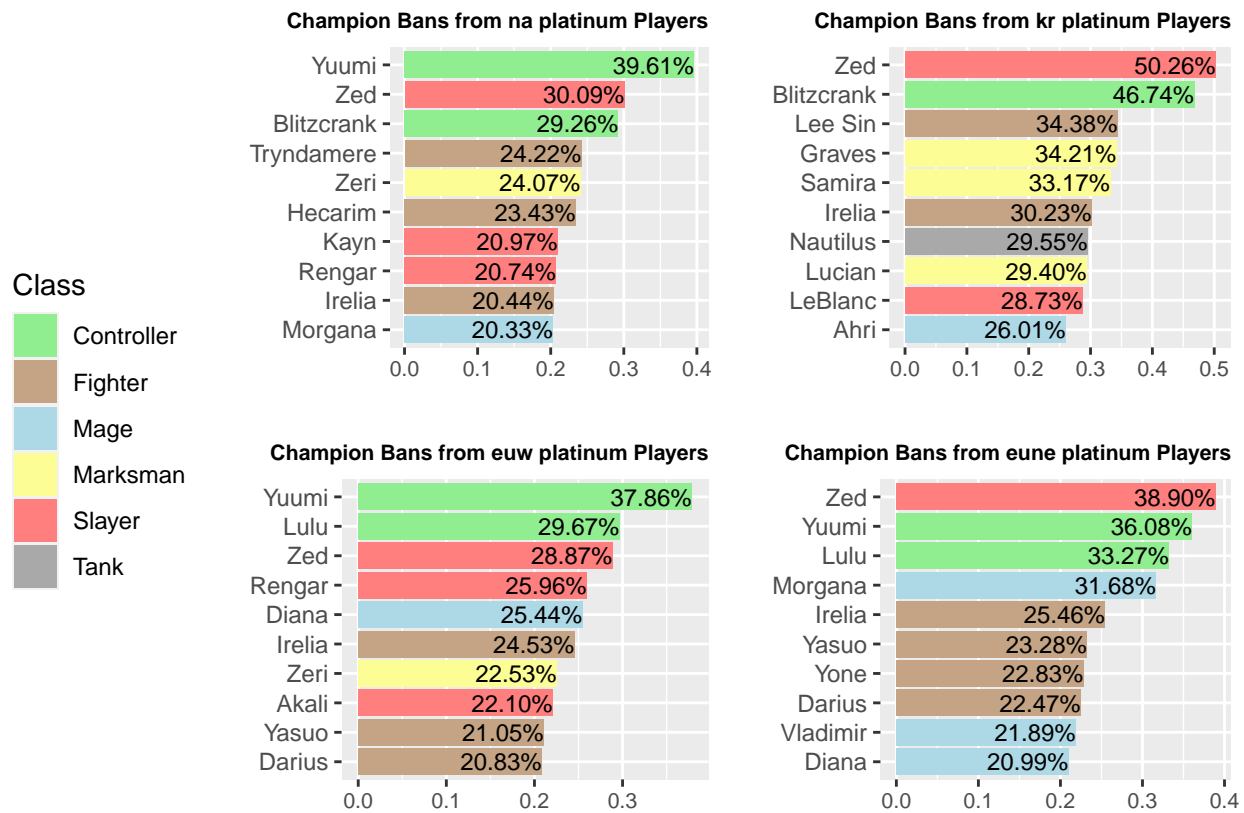 Class
Controller
Fighter
Mage
Marksman
Slayer
Tank
Champion Bans from na platinum Players
Yuumi 39.61%
Zed 30.09%
Blitzcrank 29.26%
Tryndamere 24.22%
Zeri 24.07%
Hecarim 23.43%
Kayn 20.97%
Rengar 20.74%
Irelia 20.44%
Morgana 20.33%
0.0 0.1 0.2 0.3 0.4
Champion Bans from kr platinum Players
Zed 50.26%
Blitzcrank 46.74%
Lee Sin 34.38%
Graves 34.21%
Samira 33.17%
Irelia 30.23%
Nautilus 29.55%
Lucian 29.40%
LeBlanc 28.73%
Ahri 26.01%
0.0 0.1 0.2 0.3 0.4 0.5
Champion Bans from euw platinum Players
Yuumi 37.86%
Lulu 29.67%
Zed 28.87%
Rengar 25.96%
Diana 25.44%
Irelia 24.53%
Zeri 22.53%
Akali 22.10%
Yasuo 21.05%
Darius 20.83%
0.0 0.1 0.2 0.3
Champion Bans from eune platinum Players
Zed 38.90%
Yuumi 36.08%
Lulu 33.27%
Morgana 31.68%
Irelia 25.46%
Yasuo 23.28%
Yone 22.83%
Darius 22.47%
Vladimir 21.89%
Diana 20.99%
0.0 0.1 0.2 0.3 0.4